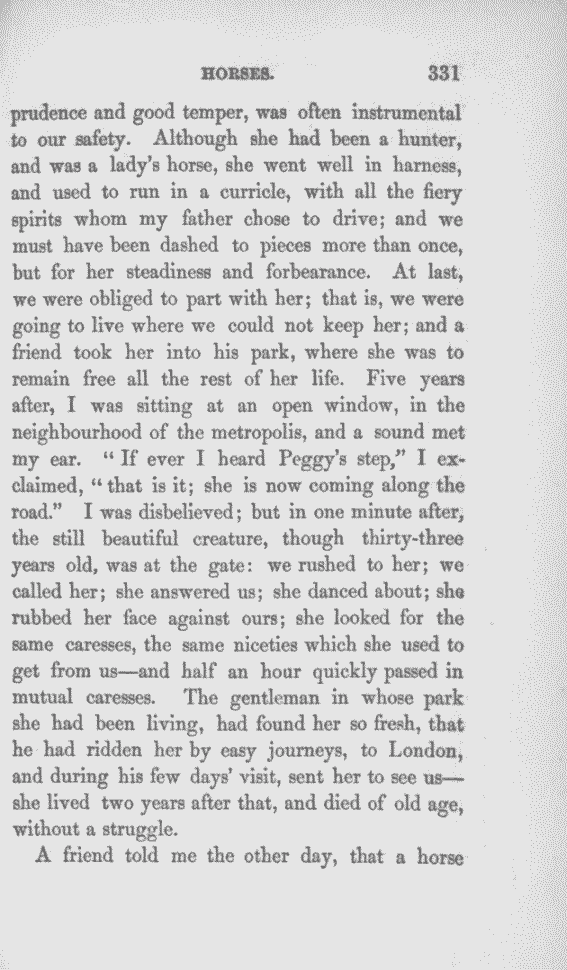 HORSES. 331
prudence and good temper, was often instrumental
to our safety. Although she had been a hunter,
and was a lady's horse, she went well in harness,
and used to run in a curricle, with all the fiery
spirits whom my father chose to drive; and we
must have been dashed to pieces more than once,
but for her steadiness and forbearance. At last,
we were obliged to part with her; that is, we were
going to live where we could not keep her; and a
friend took her into his park, where she was to
remain free all the rest of her life. Five years
after, I was sitting at an open window, in the
neighbourhood of the metropolis, and a sound met
my ear. "If ever I heard Peggy's step," I ex-
claimed, "that is it; she is now coming along the
road." I was disbelieved; but in one minute after,
the still beautiful creature, though thirty-three
years old, was at the gate: we rushed to her; we
called her; she answered us; she danced about; she
rubbed her face against ours; she looked for the
same caresses, the same niceties which she used to
get from us—and half an hour quickly passed in
mutual caresses. The gentleman in whose park
she had been living, had found her so fresh, that
he had ridden her by easy journeys, to London,
and during his few days' visit, sent her to see us—
she lived two years after that, and died of old age,
without a struggle.
A friend told me the other day, that a horse